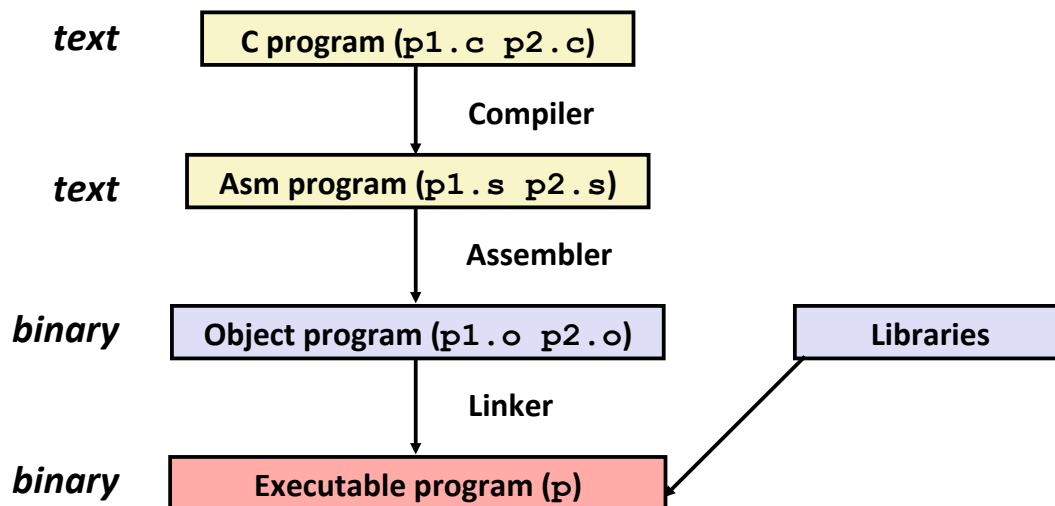 text C program (p1.c p2.c)
Compiler
text Asm program (p1.s p2.s)
Assembler
binary Object program (p1.o p2.o) Libraries
Linker
binary Executable program (p)